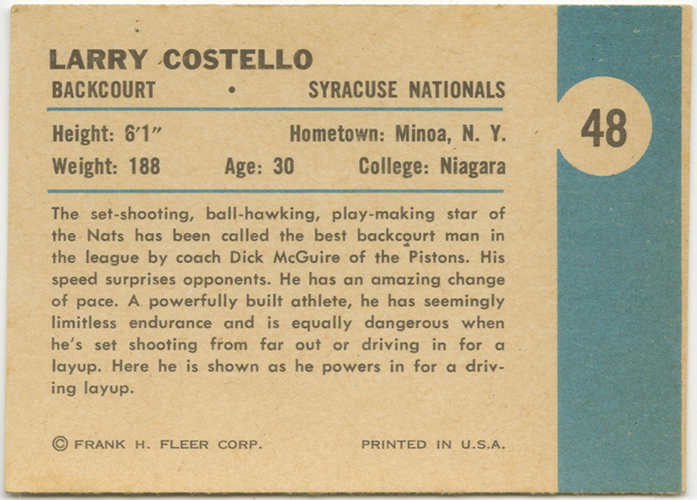 LARRY COSTELLO
BACKCOURT • SYRACUSE NATIONALS
48
Height: 6'1" Hometown: Minoa, N. Y.
Weight: 188 Age: 30 College: Niagara
The set-shooting, ball-hawking, play-making star of
the Nats has been called the best backcourt man in
the league by coach Dick McGuire of the Pistons. His
speed surprises opponents. He has an amazing change
of pace. A powerfully built athlete, he has seemingly
limitless endurance and is equally dangerous when
he's set shooting from far out or driving in for a
layup. Here he is shown as he powers in for a driv-
ing layup.
© FRANK H. FLEER CORP. PRINTED IN U.S.A.